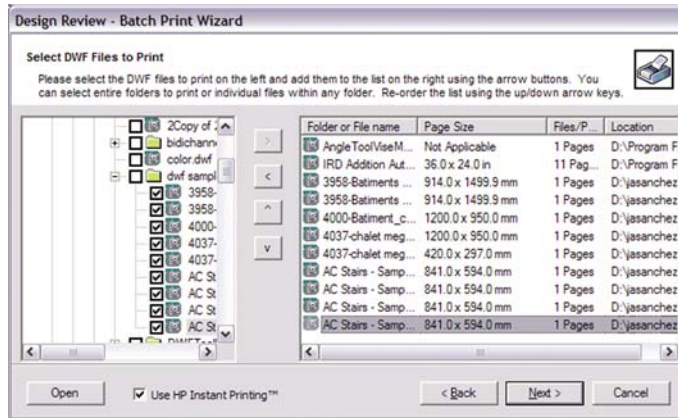 Design Review - Batch Print Wizard
Select DWF Files to Print
Please select the DWF files to print on the left and add them to the list on the right using the arrow buttons. You
can select entire folders to print or individual files within any folder. Re-order the list using the up/down arrow keys.
2Copy of
bidichann
color.dwf
dwf sampl
3958-
3958-
4000-
4037-
4037-
AC St
AC St
AC St
AC St
>
<
^
v
Folder or File name Page Size Files/P... Location
AngleToolViseM... Not Applicable 1 Pages D:\Program F
IRD Addition Aut... 36.0 x 24.0 in 11 Pag... D:\Program F
3958-Batiments ... 914.0 x 1499.9 mm 1 Pages D:\jasanchez
3958-Batiments ... 914.0 x 1499.9 mm 1 Pages D:\jasanchez
4000-Batiment_c... 1200.0 x 950.0 mm 1 Pages D:\jasanchez
4037-chalet meg... 1200.0 x 950.0 mm 1 Pages D:\jasanchez
4037-chalet meg... 420.0 x 297.0 mm 1 Pages D:\jasanchez
AC Stairs - Samp... 841.0 x 594.0 mm 1 Pages D:\jasanchez
AC Stairs - Samp... 841.0 x 594.0 mm 1 Pages D:\jasanchez
AC Stairs - Samp... 841.0 x 594.0 mm 1 Pages D:\jasanchez
AC Stairs - Samp... 841.0 x 594.0 mm 1 Pages D:\jasanchez
Open Use HP Instant Printing™ < Back Next > Cancel